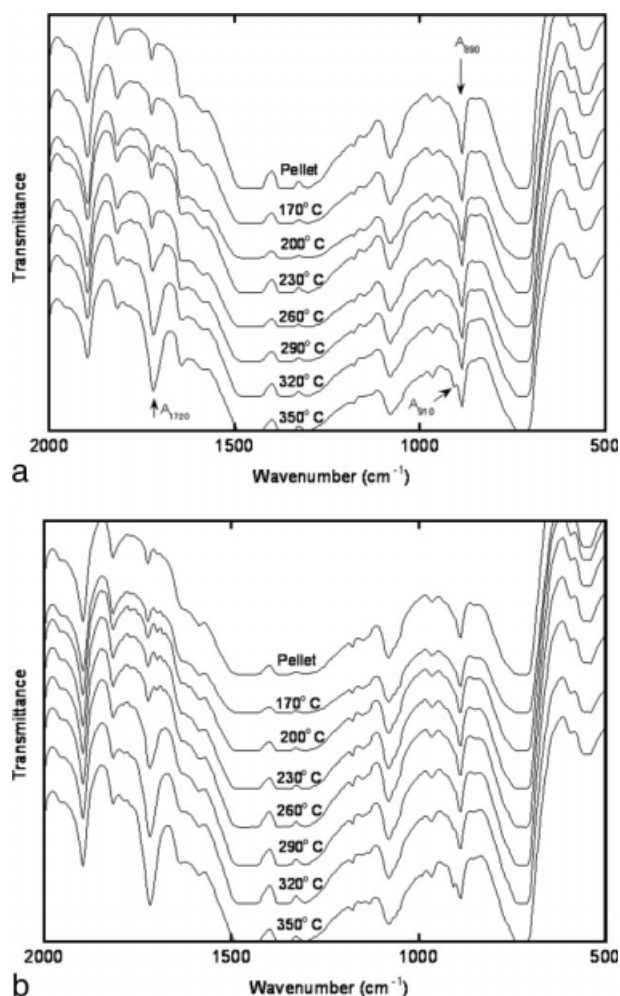 A890
Pellet
170° C
200° C
230° C
260° C
290° C
320° C
350° C
A1720
A910
Transmittance
2000
1500
1000
500
Wavenumber (cm-1)
a
Pellet
170° C
200° C
230° C
260° C
290° C
320° C
350° C
Transmittance
2000
1500
1000
500
Wavenumber (cm-1)
b